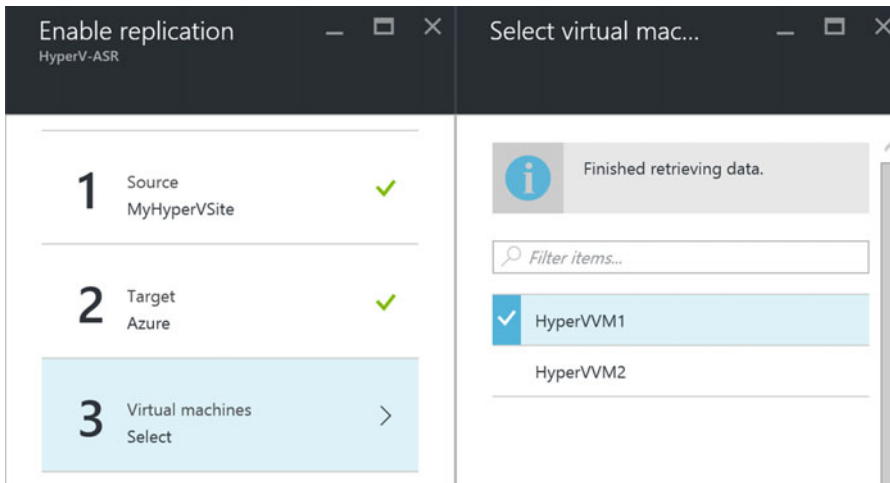 Enable replication
HyperV-ASR
1
Source
MyHyperVSite
2
Target
Azure
3
Virtual machines
Select
Select virtual mac...
Finished retrieving data.
Filter items...
HyperVVM1
HyperVVM2